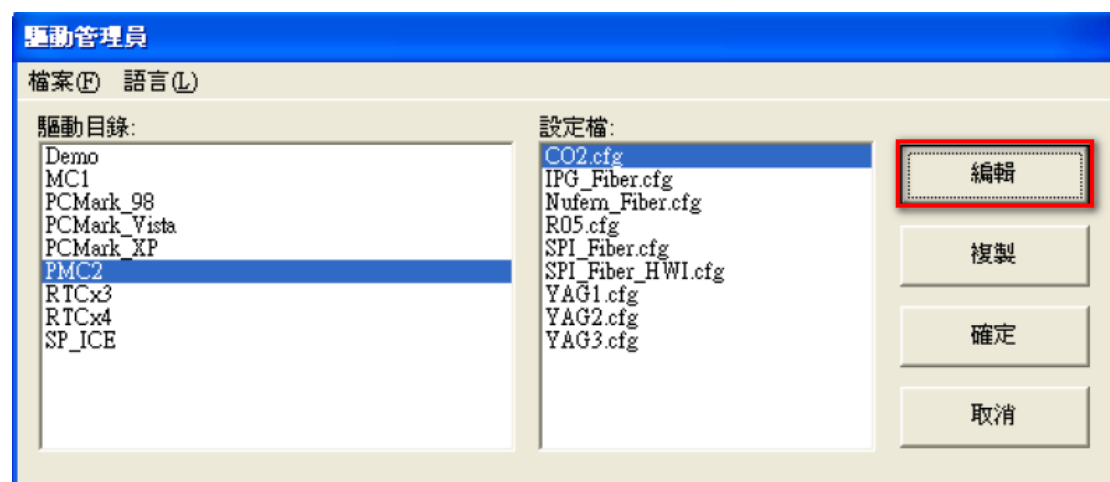 驅動管理員
檔案(F) 語言(L)
驅動目錄:
Demo
MC1
PCMark_98
PCMark_Vista
PCMark_XP
PMC2
RTCx3
RTCx4
SP_ICE
設定檔:
CO2.cfg
IPG_Fiber.cfg
Nufern_Fiber.cfg
R05.cfg
SPI_Fiber.cfg
SPI_Fiber_HWI.cfg
YAG1.cfg
YAG2.cfg
YAG3.cfg
編輯
複製
確定
取消